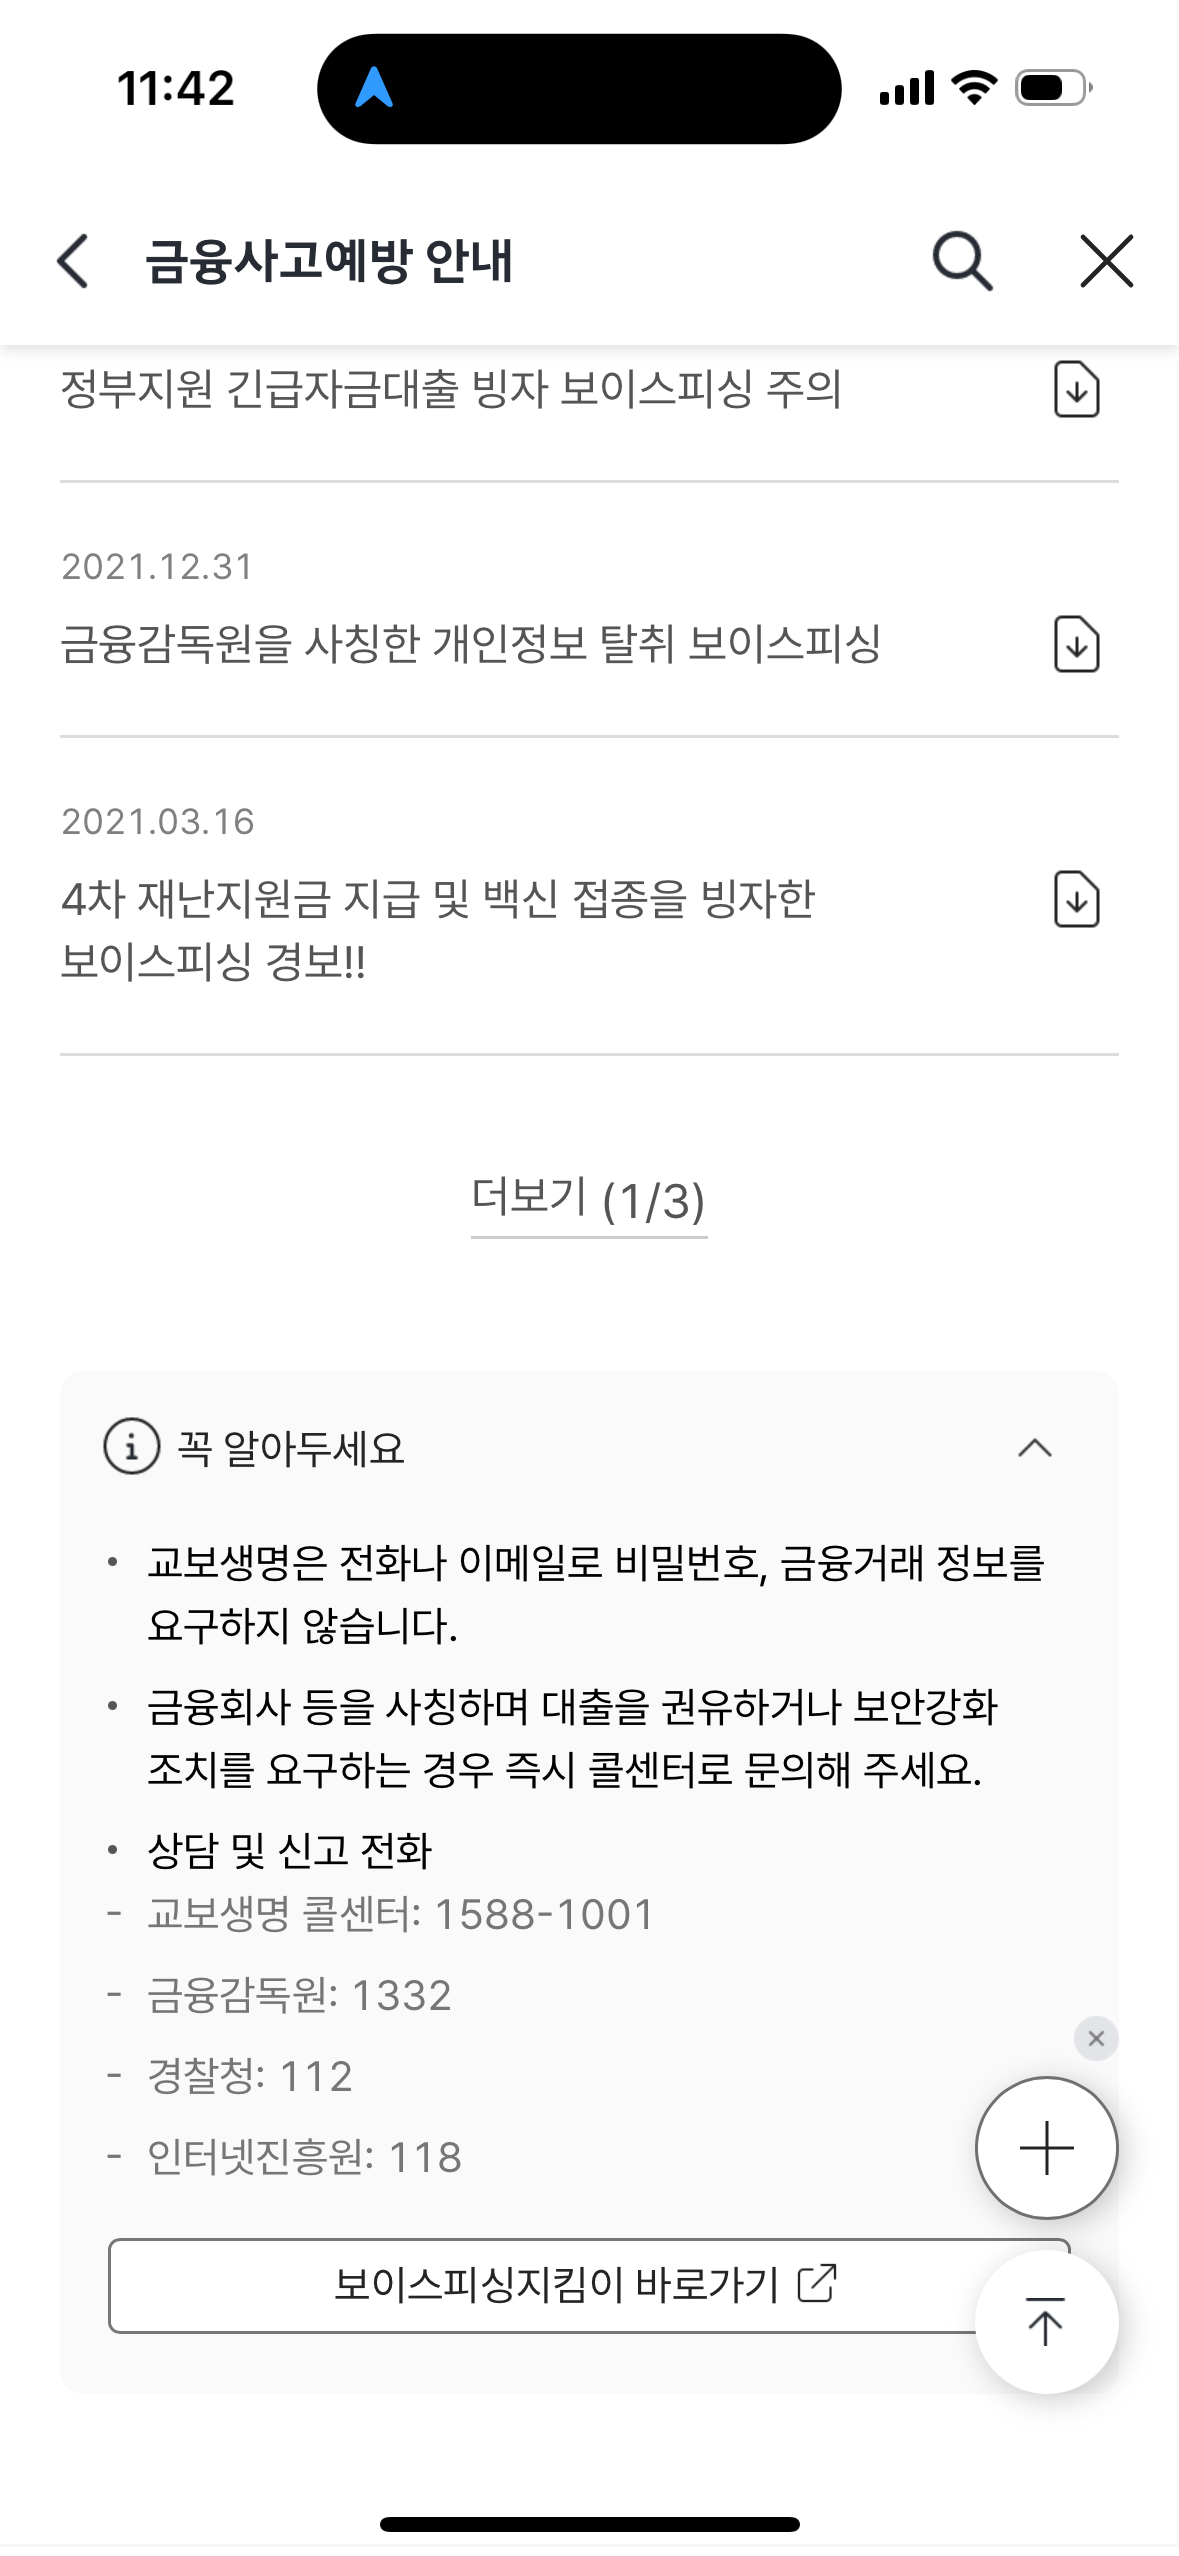 11:42
금융사고예방 안내
정부지원 긴급자금대출 빙자 보이스피싱 주의
2021.12.31
금융감독원을 사칭한 개인정보 탈취 보이스피싱
2021.03.16
4차 재난지원금 지급 및 백신 접종을 빙자한
보이스피싱 경보!!
더보기 (1/3)
꼭 알아두세요
• 교보생명은 전화나 이메일로 비밀번호, 금융거래 정보를
요구하지 않습니다.
• 금융회사 등을 사칭하며 대출을 권유하거나 보안강화
조치를 요구하는 경우 즉시 콜센터로 문의해 주세요.
• 상담 및 신고 전화
- 교보생명 콜센터: 1588-1001
- 금융감독원: 1332
- 경찰청: 112
- 인터넷진흥원: 118
보이스피싱지킴이 바로가기